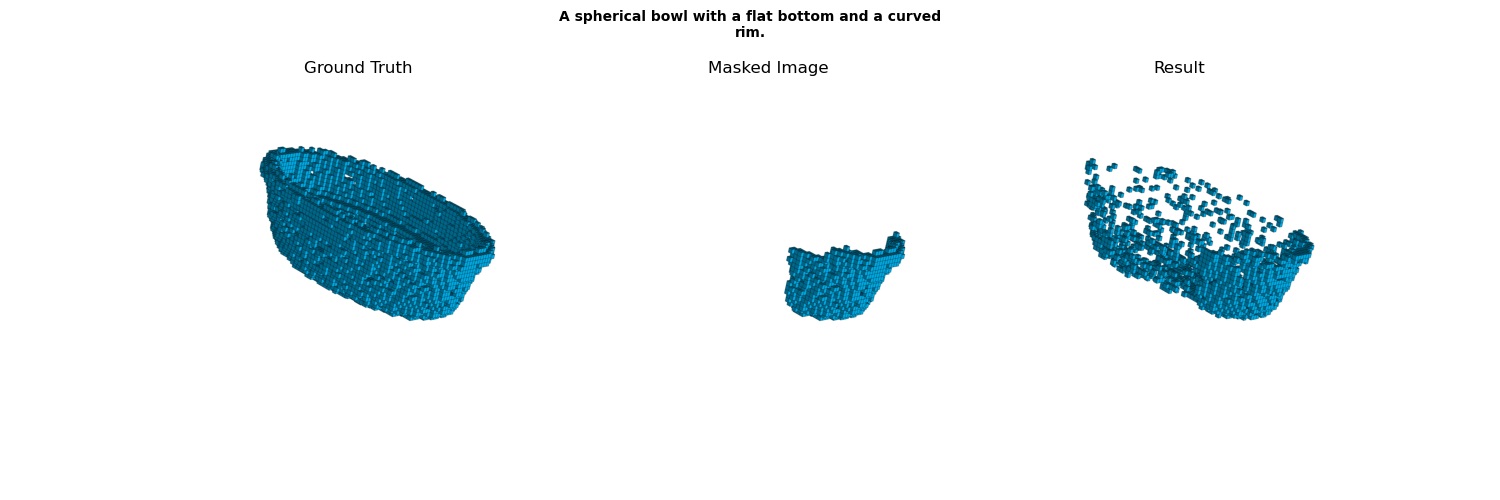 A spherical bowl with a flat bottom and a curved
rim.
Ground Truth
Masked Image
Result